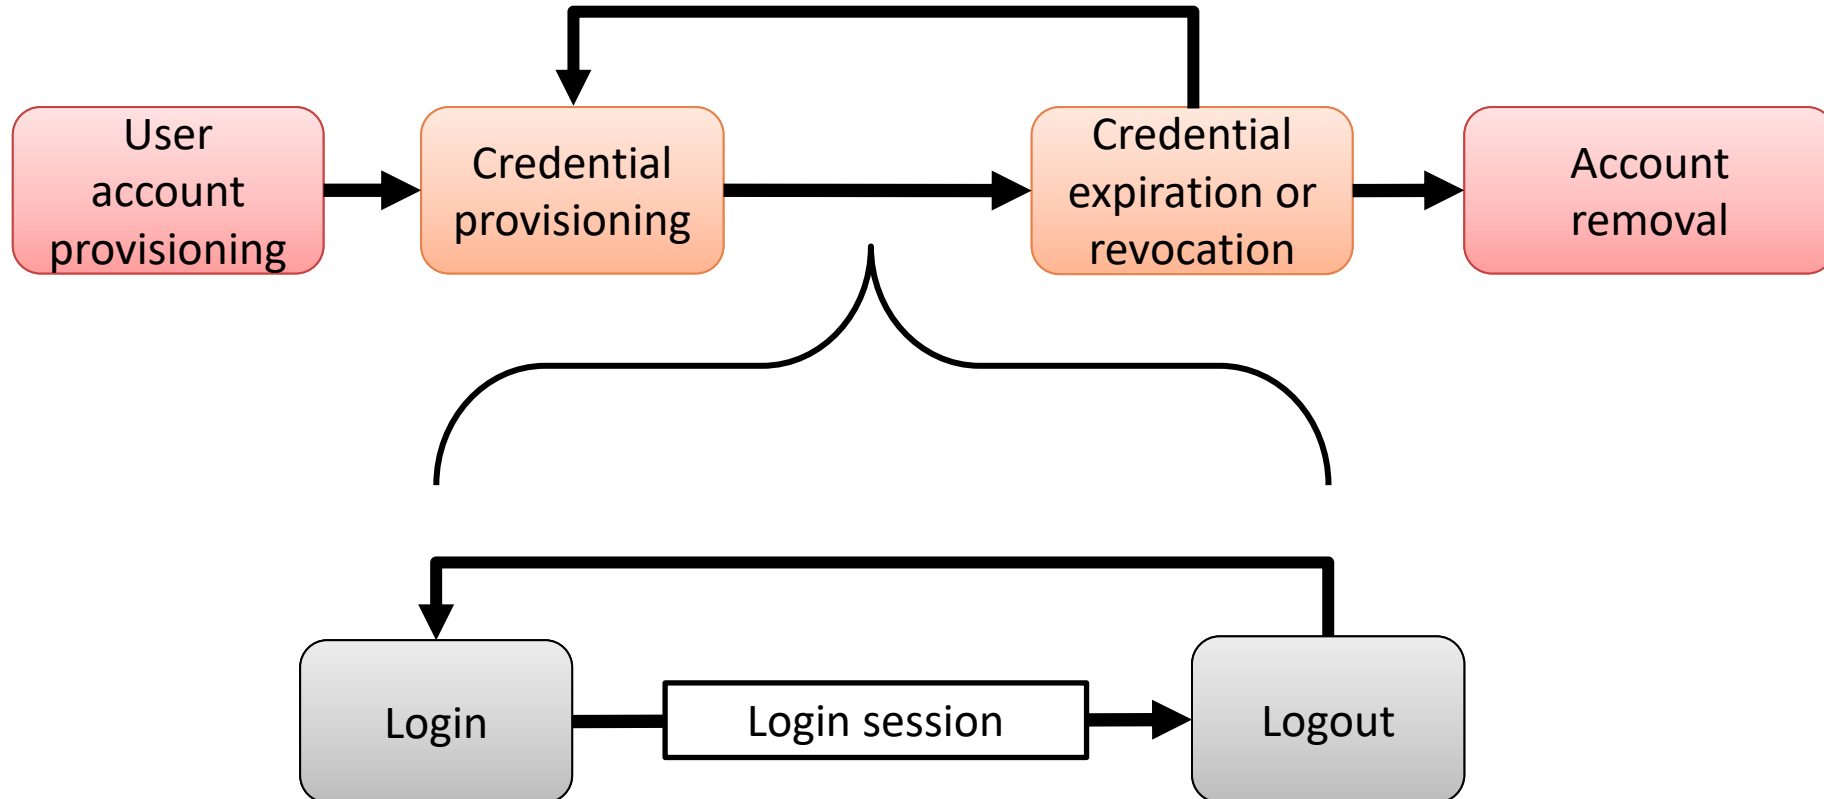 User
account
provisioning
Credential
provisioning
Credential
expiration or
revocation
Account
removal
Login
Login session
Logout